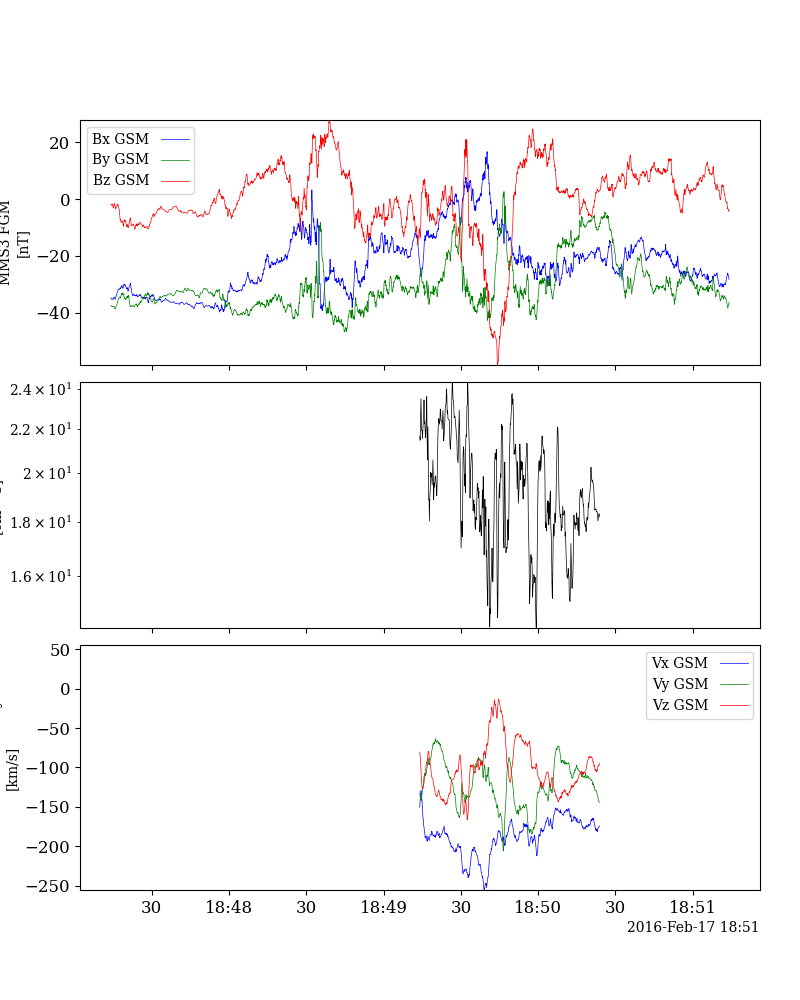 20
0
−20
−40
MMS3 FGM
[nT]
Bx GSM
By GSM
Bz GSM
2.4 × 10¹
2.2 × 10¹
2 × 10¹
1.8 × 10¹
1.6 × 10¹
50
0
−50
−100
−150
−200
−250
[km/s]
Vx GSM
Vy GSM
Vz GSM
30 18:48 30 18:49 30 18:50 30 18:51
2016-Feb-17 18:51